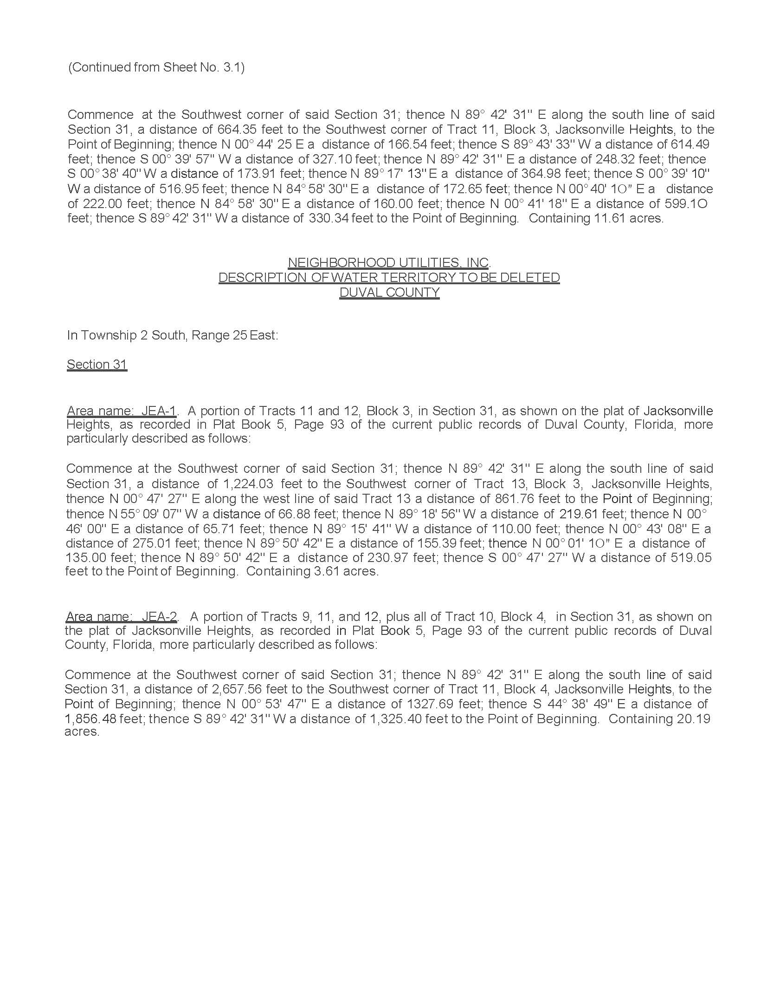 (Continued from Sheet No. 3.1)
Commence at the Southwest corner of said Section 31; thence N 89° 42' 31" E along the south line of said
Section 31, a distance of 664.35 feet to the Southwest corner of Tract 11, Block 3, Jacksonville Heights, to the
Point of Beginning; thence N 00° 44' 25 E a distance of 166.54 feet; thence S 89° 43' 33" W a distance of 614.49
feet; thence S 00° 39' 57" W a distance of 327.10 feet; thence N 89° 42' 31" E a distance of 248.32 feet; thence
S 00° 38' 40" W a distance of 173.91 feet; thence N 89° 17' 13" E a distance of 364.98 feet; thence S 00° 39' 10"
W a distance of 516.95 feet; thence N 84° 58' 30" E a distance of 172.65 feet; thence N 00° 40' 1O" E a distance
of 222.00 feet; thence N 84° 58' 30" E a distance of 160.00 feet; thence N 00° 41' 18" E a distance of 599.1O
feet; thence S 89° 42' 31" W a distance of 330.34 feet to the Point of Beginning. Containing 11.61 acres.
NEIGHBORHOOD UTILITIES, INC.
DESCRIPTION OF WATER TERRITORY TO BE DELETED
DUVAL COUNTY
In Township 2 South, Range 25 East:
Section 31
Area name: JEA-1. A portion of Tracts 11 and 12, Block 3, in Section 31, as shown on the plat of Jacksonville
Heights, as recorded in Plat Book 5, Page 93 of the current public records of Duval County, Florida, more
particularly described as follows:
Commence at the Southwest corner of said Section 31; thence N 89° 42' 31" E along the south line of said
Section 31, a distance of 1,224.03 feet to the Southwest corner of Tract 13, Block 3, Jacksonville Heights,
thence N 00° 47' 27" E along the west line of said Tract 13 a distance of 861.76 feet to the Point of Beginning;
thence N 55° 09' 07" W a distance of 66.88 feet; thence N 89° 18' 56" W a distance of 219.61 feet; thence N 00°
46' 00" E a distance of 65.71 feet; thence N 89° 15' 41" W a distance of 110.00 feet; thence N 00° 43' 08" E a
distance of 275.01 feet; thence N 89° 50' 42" E a distance of 155.39 feet; thence N 00° 01' 1O" E a distance of
135.00 feet; thence N 89° 50' 42" E a distance of 230.97 feet; thence S 00° 47' 27" W a distance of 519.05
feet to the Point of Beginning. Containing 3.61 acres.
Area name: JEA-2. A portion of Tracts 9, 11, and 12, plus all of Tract 10, Block 4, in Section 31, as shown on
the plat of Jacksonville Heights, as recorded in Plat Book 5, Page 93 of the current public records of Duval
County, Florida, more particularly described as follows:
Commence at the Southwest corner of said Section 31; thence N 89° 42' 31" E along the south line of said
Section 31, a distance of 2,657.56 feet to the Southwest corner of Tract 11, Block 4, Jacksonville Heights, to the
Point of Beginning; thence N 00° 53' 47" E a distance of 1327.69 feet; thence S 44° 38' 49" E a distance of
1,856.48 feet; thence S 89° 42' 31" W a distance of 1,325.40 feet to the Point of Beginning. Containing 20.19
acres.